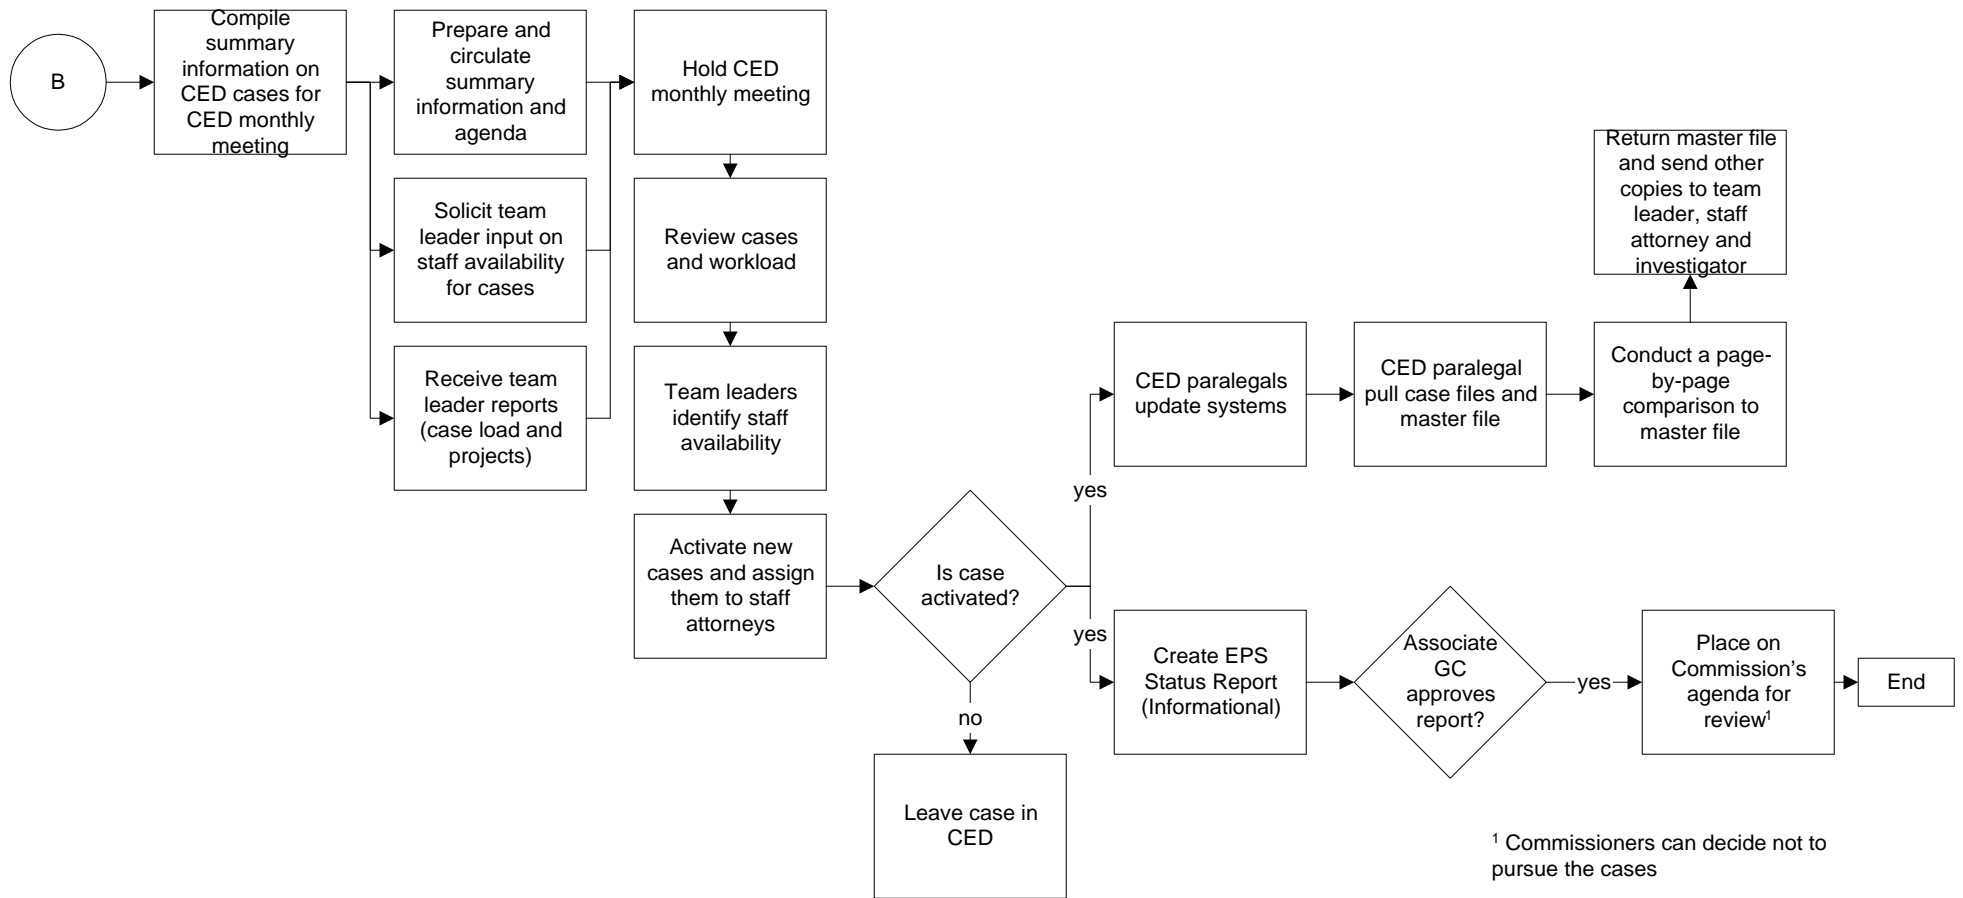 B
Compile
summary
information on
CED cases for
CED monthly
meeting
Prepare and
circulate
summary
information and
agenda
Solicit team
leader input on
staff availability
for cases
Receive team
leader reports
(case load and
projects)
Hold CED
monthly meeting
Review cases
and workload
Team leaders
identify staff
availability
Activate new
cases and assign
them to staff
attorneys
Is case
activated?
yes
yes
no
Leave case in
CED
CED paralegals
update systems
CED paralegal
pull case files and
master file
Conduct a page-
by-page
comparison to
master file
Return master file
and send other
copies to team
leader, staff
attorney and
investigator
Create EPS
Status Report
(Informational)
Associate
GC
approves
report?
yes
Place on
Commission’s
agenda for
review¹
End
¹ Commissioners can decide not to
pursue the cases